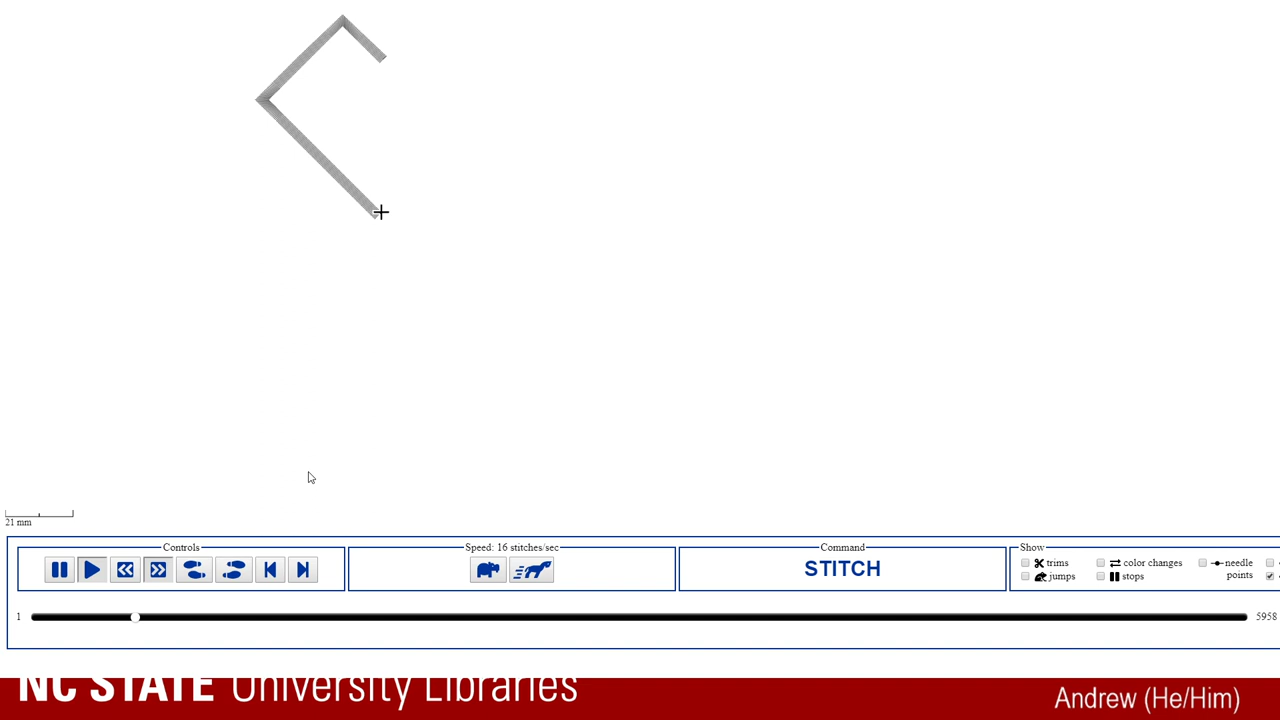 21 mm
Controls
Speed: 16 stitches/sec
Command
STITCH
Show
trims
jumps
color changes
stops
needle
points
1
5958
NC STATE University Libraries
Andrew (He/Him)